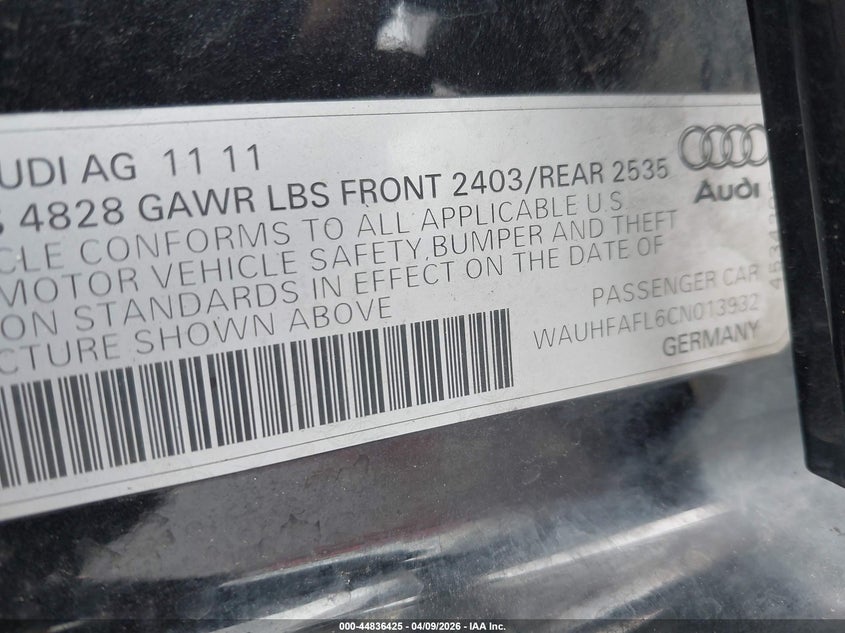 UDI AG 11 11
4828 GAWR LBS FRONT 2403/REAR 2535
CLE CONFORMS TO ALL APPLICABLE U.S.
MOTOR VEHICLE SAFETY, BUMPER AND THEFT
ON STANDARDS IN EFFECT ON THE DATE OF
CTURE SHOWN ABOVE
Audi
PASSENGER CAR
WAUHFAFL6CN013932
GERMANY
000-44836425 - 04/09/2026 - IAA Inc.